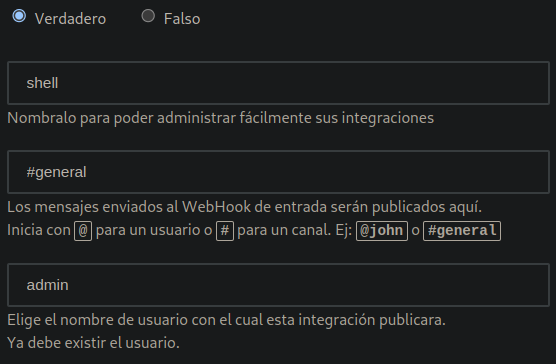 Verdadero Falso
shell
Nombralo para poder administrar fácilmente sus integraciones
#general
Los mensajes enviados al WebHook de entrada serán publicados aquí.
Inicia con @ para un usuario o # para un canal. Ej: @john o #general
admin
Elige el nombre de usuario con el cual esta integración publicara.
Ya debe existir el usuario.